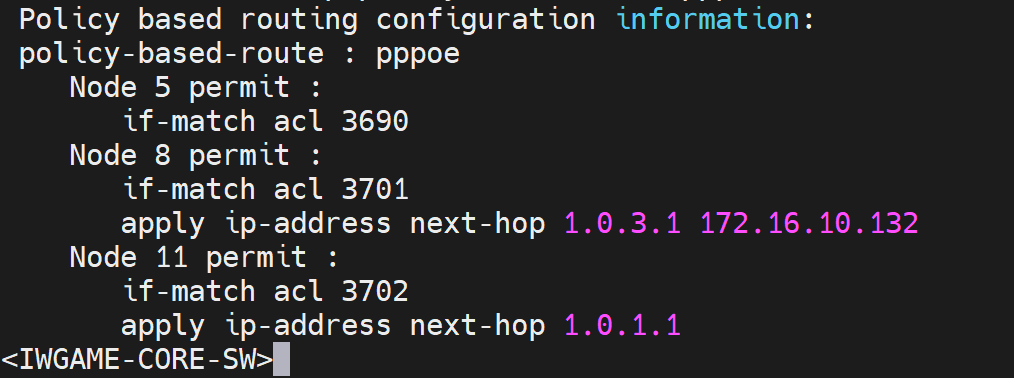 Policy based routing configuration information:
policy-based-route : pppoe
Node 5 permit :
if-match acl 3690
Node 8 permit :
if-match acl 3701
apply ip-address next-hop 1.0.3.1 172.16.10.132
Node 11 permit :
if-match acl 3702
apply ip-address next-hop 1.0.1.1
<IWGAME-CORE-SW>